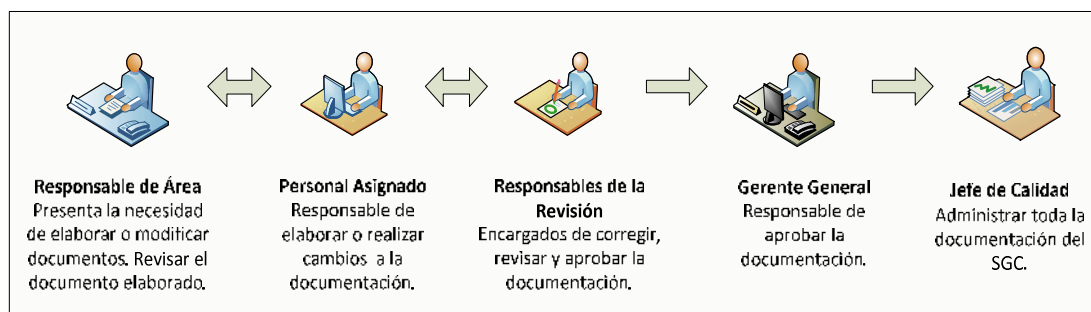 Responsable de Área
Presenta la necesidad
de elaborar o modificar
documentos. Revisar el
documento elaborado.
Personal Asignado
Responsable de
elaborar o realizar
cambios a la
documentación.
Responsables de la
Revisión
Encargados de corregir,
revisar y aprobar la
documentación.
Gerente General
Responsable de
aprobar la
documentación.
Jefe de Calidad
Administrar toda la
documentación del
SGC.